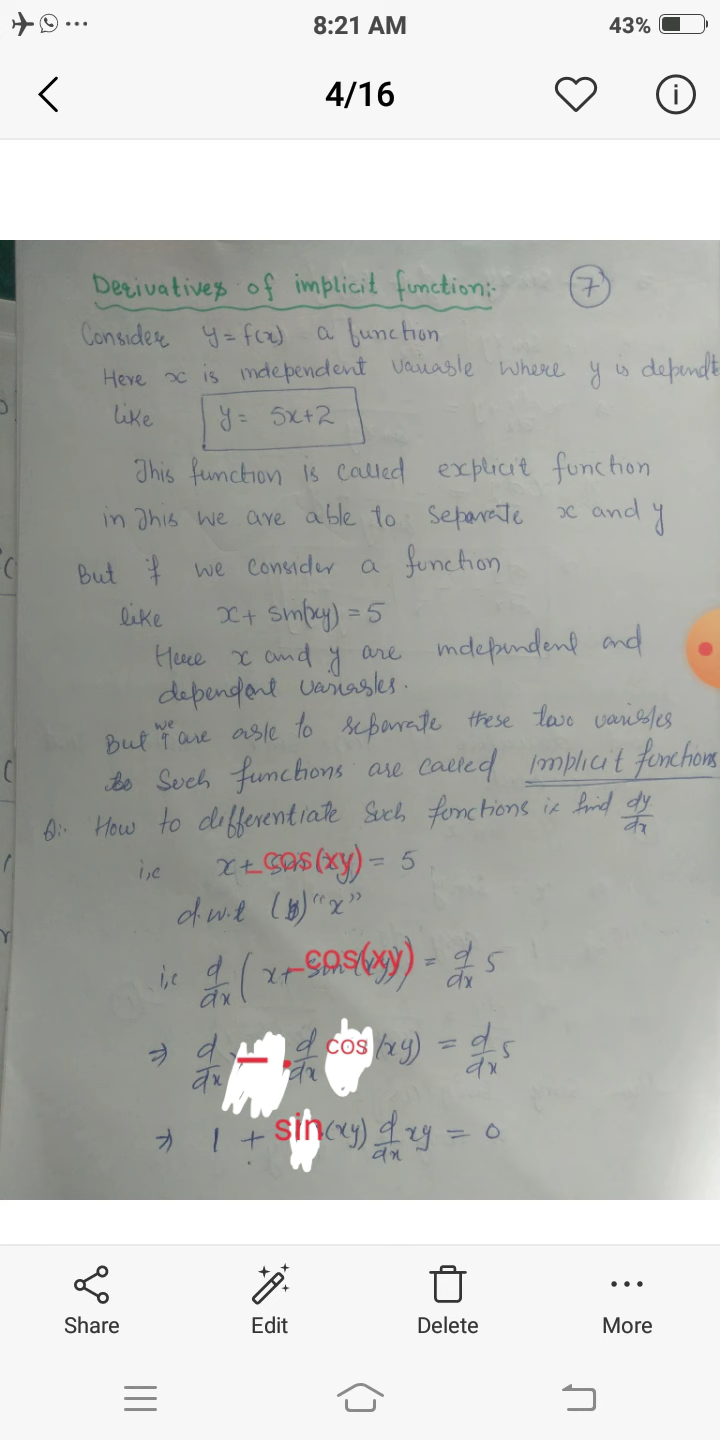 8:21 AM
43%
4/16
Derivatives of implicit function:-
7
Consider y = f(x) a function
Here x is independent variable where y is dependt
like y = 5x+2
This function is called explicit function
in this we are able to separate x and y
But if we consider a function
like x + sin(xy) = 5
Here x and y are independent and
dependent variables.
But we are able to seperate these two variables
Such functions are called implicit functions
Q:- How to differentiate such functions ie find dy/dx
i,e x – cos(xy) = 5
d.w.t (b) "x"
i;e d/dx ( x – cos(xy)) = d/dx 5
⇒ d/dx – . d/dx cos (xy) = d/dx 5
⇒ 1 + sin(xy) d/dx xy = 0
Share
Edit
Delete
More